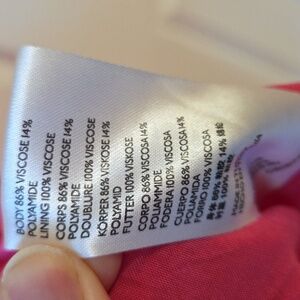 BODY 86% VISCOSE 14%
POLYAMIDE
LINING 100% VISCOSE
CORPS 86% VISCOSE 14%
POLYAMIDE
DOUBLURE 100% VISCOSE
KÖRPER 86% VISKOSE 14%
POLYAMID
FUTTER 100% VISKOSE
CORPO 86% VISCOSA 14%
POLIAMMIDE
FODERA 100% VISCOSA
CUERPO 86% VISCOSA 14%
POLIAMIDA
FORRO 100% VISCOSA